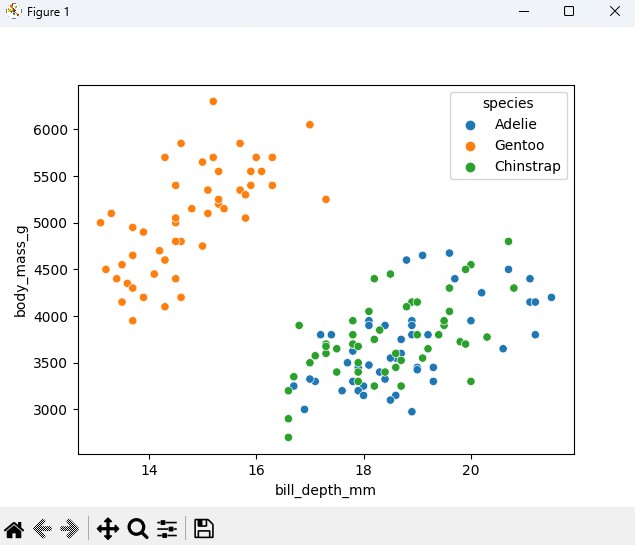 Figure 1
species
Adelie
Gentoo
Chinstrap
6000
5500
5000
4500
4000
3500
3000
body_mass_g
14 16 18 20
bill_depth_mm